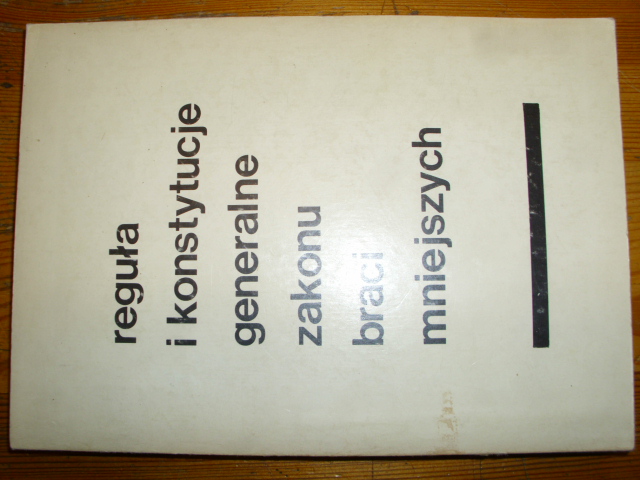 reguła
i konstytucje
generalne
zakonu
braci
mniejszych